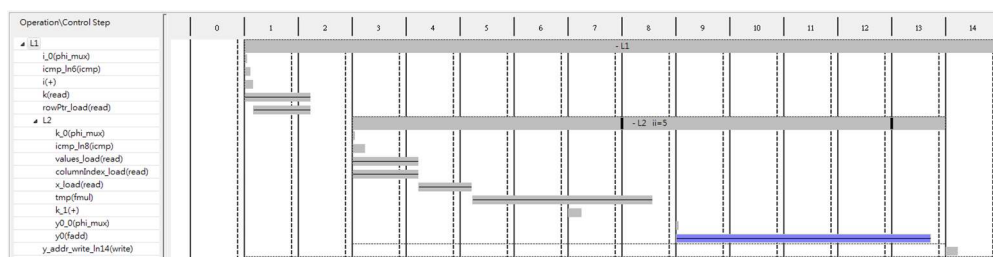 Operation\Control Step 0 1 2 3 4 5 6 7 8 9 10 11 12 13 14
L1 - L1
i_0(phi_mux)
icmp_ln6(icmp)
i(+)
k(read)
rowPtr_load(read)
L2 - L2 ii=5
k_0(phi_mux)
icmp_ln8(icmp)
values_load(read)
columnIndex_load(read)
x_load(read)
tmp(fmul)
k_1(+)
y0_0(phi_mux)
y0(fadd)
y_addr_write_ln14(write)